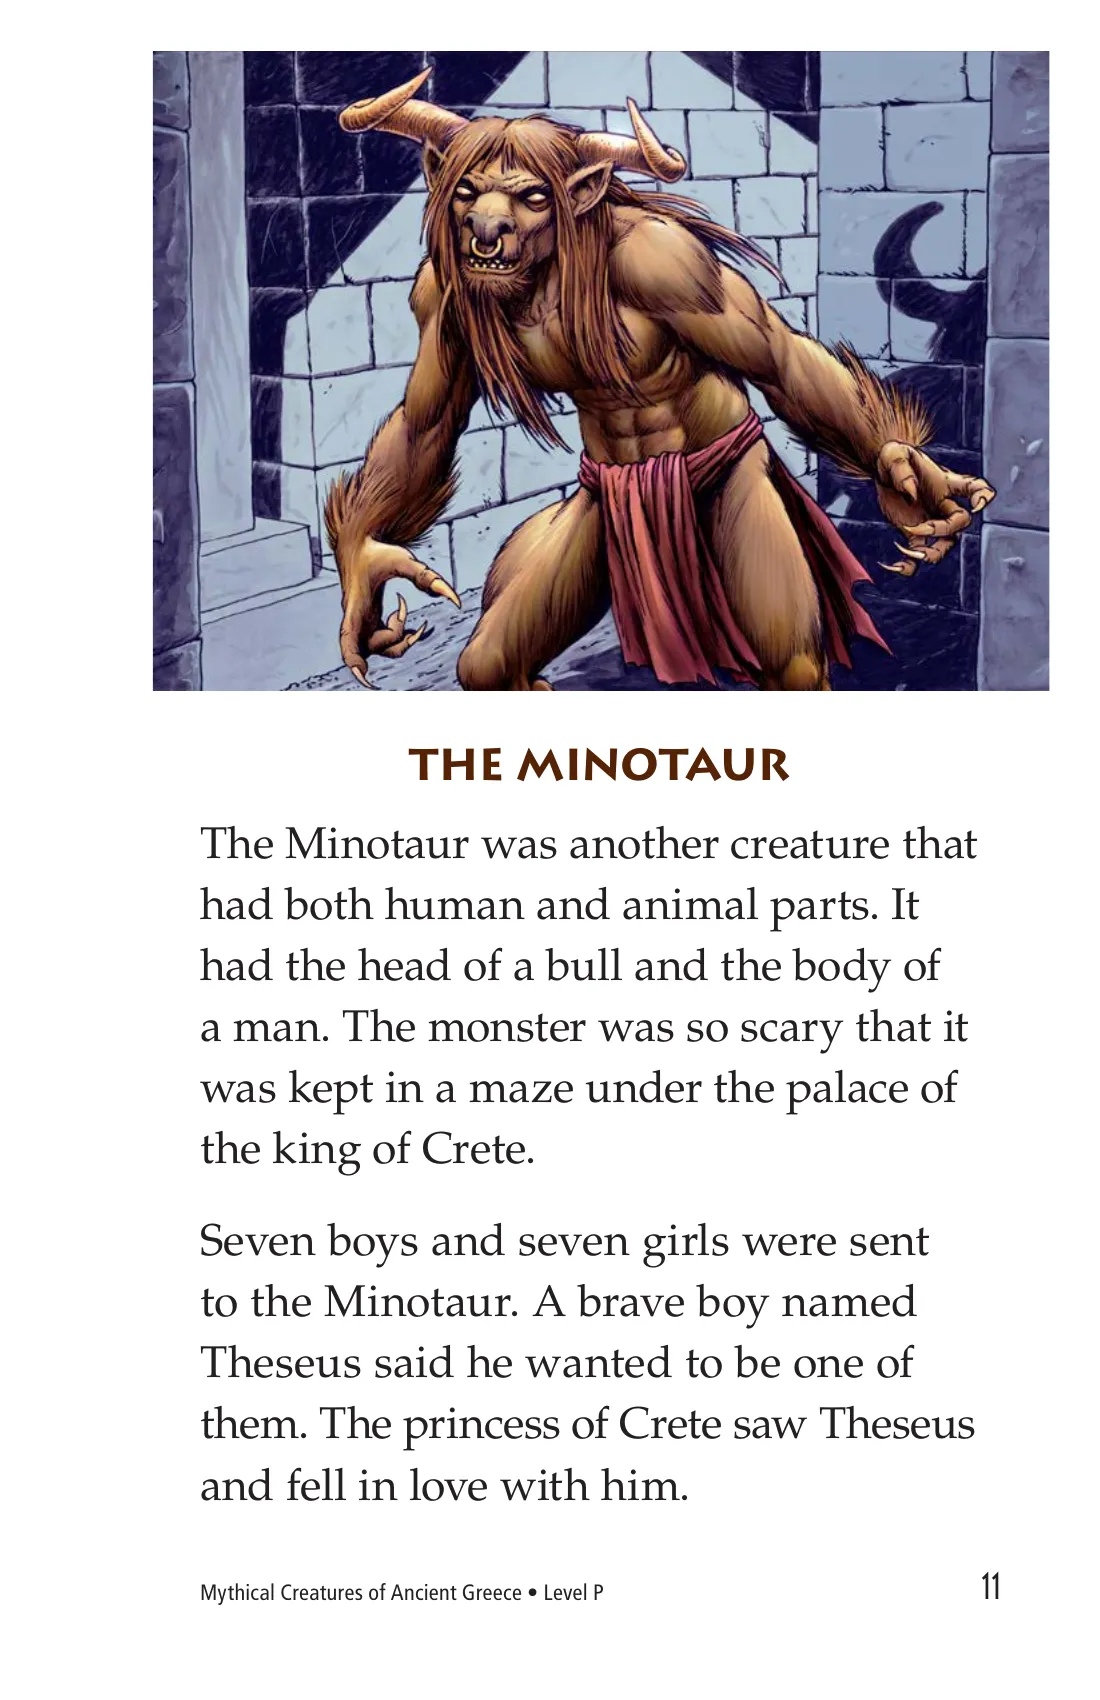 THE MINOTAUR
The Minotaur was another creature that
had both human and animal parts. It
had the head of a bull and the body of
a man. The monster was so scary that it
was kept in a maze under the palace of
the king of Crete.
Seven boys and seven girls were sent
to the Minotaur. A brave boy named
Theseus said he wanted to be one of
them. The princess of Crete saw Theseus
and fell in love with him.
Mythical Creatures of Ancient Greece • Level P
11